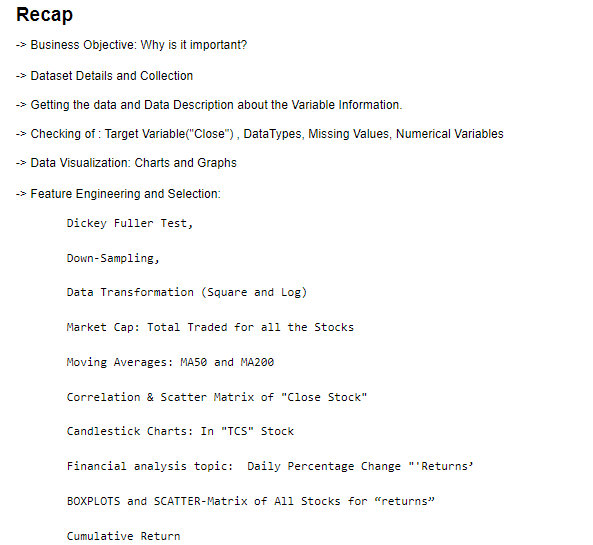 Recap
-> Business Objective: Why is it important?
-> Dataset Details and Collection
-> Getting the data and Data Description about the Variable Information.
-> Checking of : Target Variable("Close") , DataTypes, Missing Values, Numerical Variables
-> Data Visualization: Charts and Graphs
-> Feature Engineering and Selection:
Dickey Fuller Test,
Down-Sampling,
Data Transformation (Square and Log)
Market Cap: Total Traded for all the Stocks
Moving Averages: MA50 and MA200
Correlation & Scatter Matrix of "Close Stock"
Candlestick Charts: In "TCS" Stock
Financial analysis topic:  Daily Percentage Change "'Returns’
BOXPLOTS and SCATTER-Matrix of All Stocks for “returns”
Cumulative Return